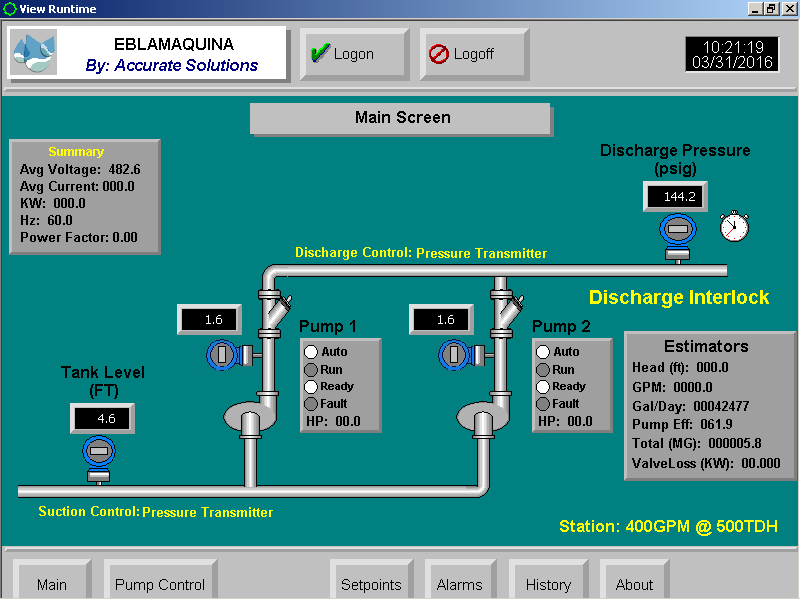 View Runtime
EBLAMAQUINA
By: Accurate Solutions
Logon
Logoff
10:21:19
03/31/2016
Main Screen
Summary
Avg Voltage: 482.6
Avg Current: 000.0
KW: 000.0
Hz: 60.0
Power Factor: 0.00
Discharge Pressure
(psig)
144.2
Discharge Control: Pressure Transmitter
Discharge Interlock
1.6
Pump 1
Auto
Run
Ready
Fault
HP: 00.0
1.6
Pump 2
Auto
Run
Ready
Fault
HP: 00.0
Estimators
Head (ft): 000.0
GPM: 0000.0
Gal/Day: 00042477
Pump Eff: 061.9
Total (MG): 000005.8
ValveLoss (KW): 00.000
Tank Level
(FT)
4.6
Suction Control: Pressure Transmitter
Station: 400GPM @ 500TDH
Main
Pump Control
Setpoints
Alarms
History
About